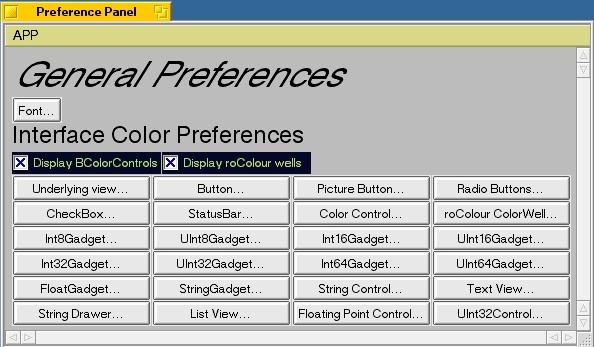 Preference Panel
APP
General Preferences
Font...
Interface Color Preferences
Display BColorControls Display roColour wells
Underlying view... Button... Picture Button... Radio Buttons...
CheckBox... StatusBar... Color Control... roColour ColorWell...
Int8Gadget... UInt8Gadget... Int16Gadget... UInt16Gadget...
Int32Gadget... UInt32Gadget... Int64Gadget... UInt64Gadget...
FloatGadget... StringGadget... String Control... Text View...
String Drawer... List View... Floating Point Control... UInt32Control...